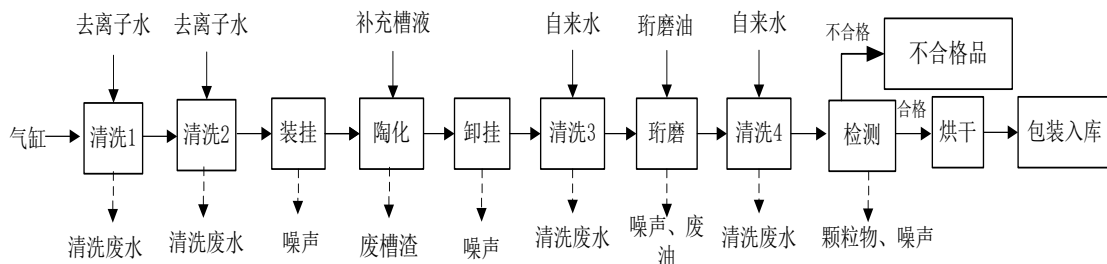 去离子水
去离子水
补充槽液
自来水
珩磨油
自来水
不合格
不合格品
气缸
清洗1
清洗2
装挂
陶化
卸挂
清洗3
珩磨
清洗4
检测
合格
烘干
包装入库
清洗废水
清洗废水
噪声
废槽渣
噪声
清洗废水
噪声、废
油
清洗废水
颗粒物、噪声